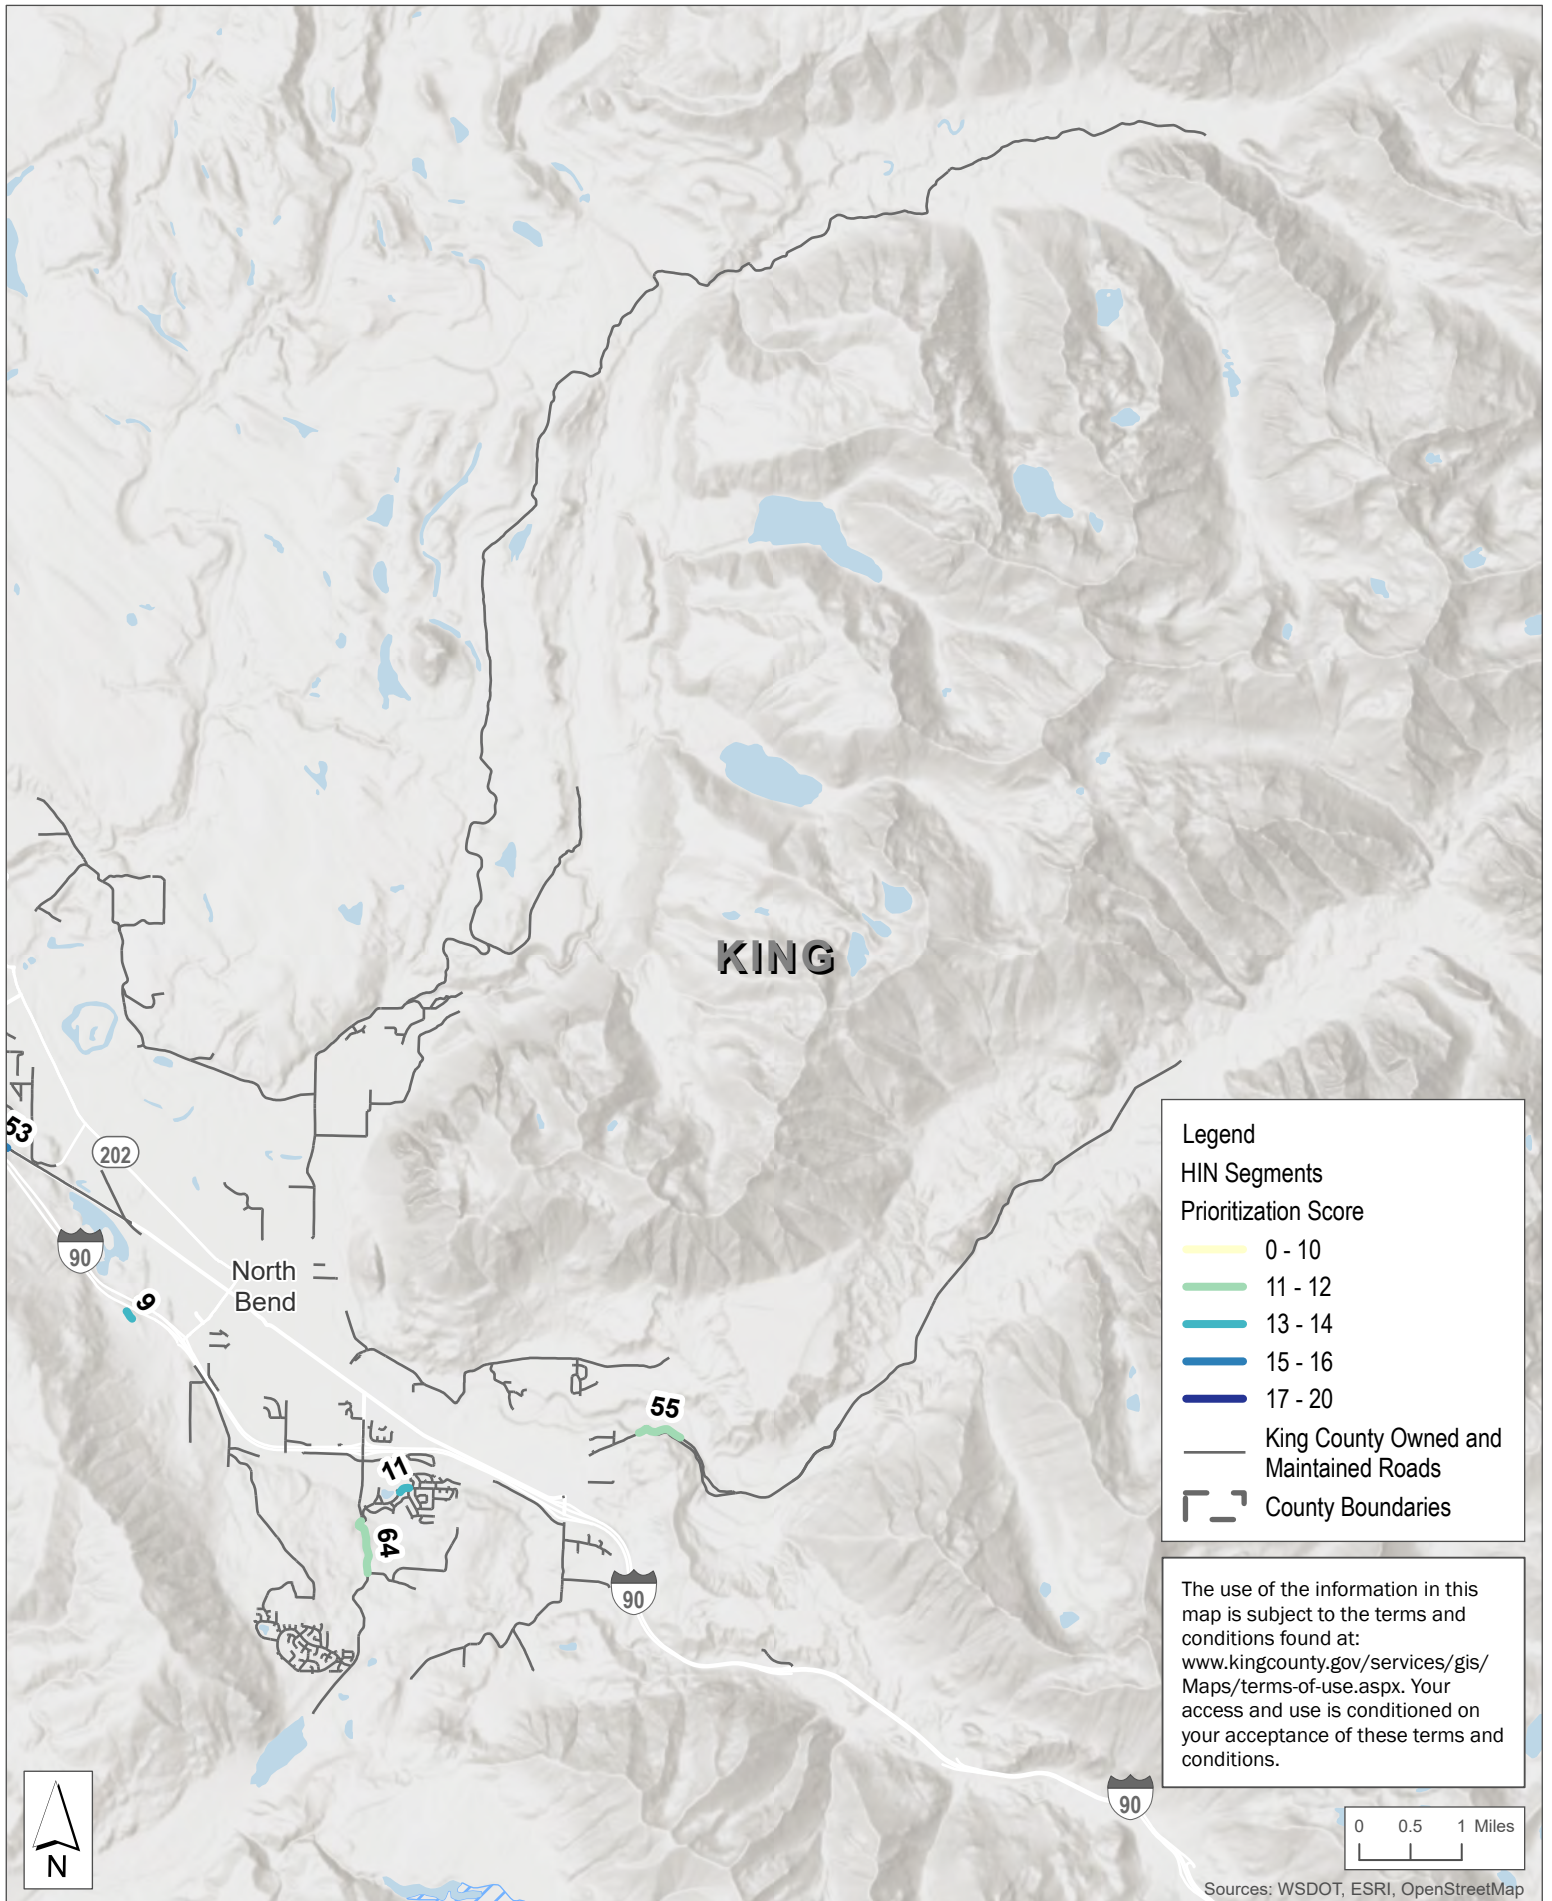 KING
53
202
90
9
North
Bend
55
11
64
90
90
Legend
HIN Segments
Prioritization Score
0 - 10
11 - 12
13 - 14
15 - 16
17 - 20
King County Owned and
Maintained Roads
County Boundaries
The use of the information in this
map is subject to the terms and
conditions found at:
www.kingcounty.gov/services/gis/
Maps/terms-of-use.aspx. Your
access and use is conditioned on
your acceptance of these terms and
conditions.
N
0 0.5 1 Miles
Sources: WSDOT, ESRI, OpenStreetMap